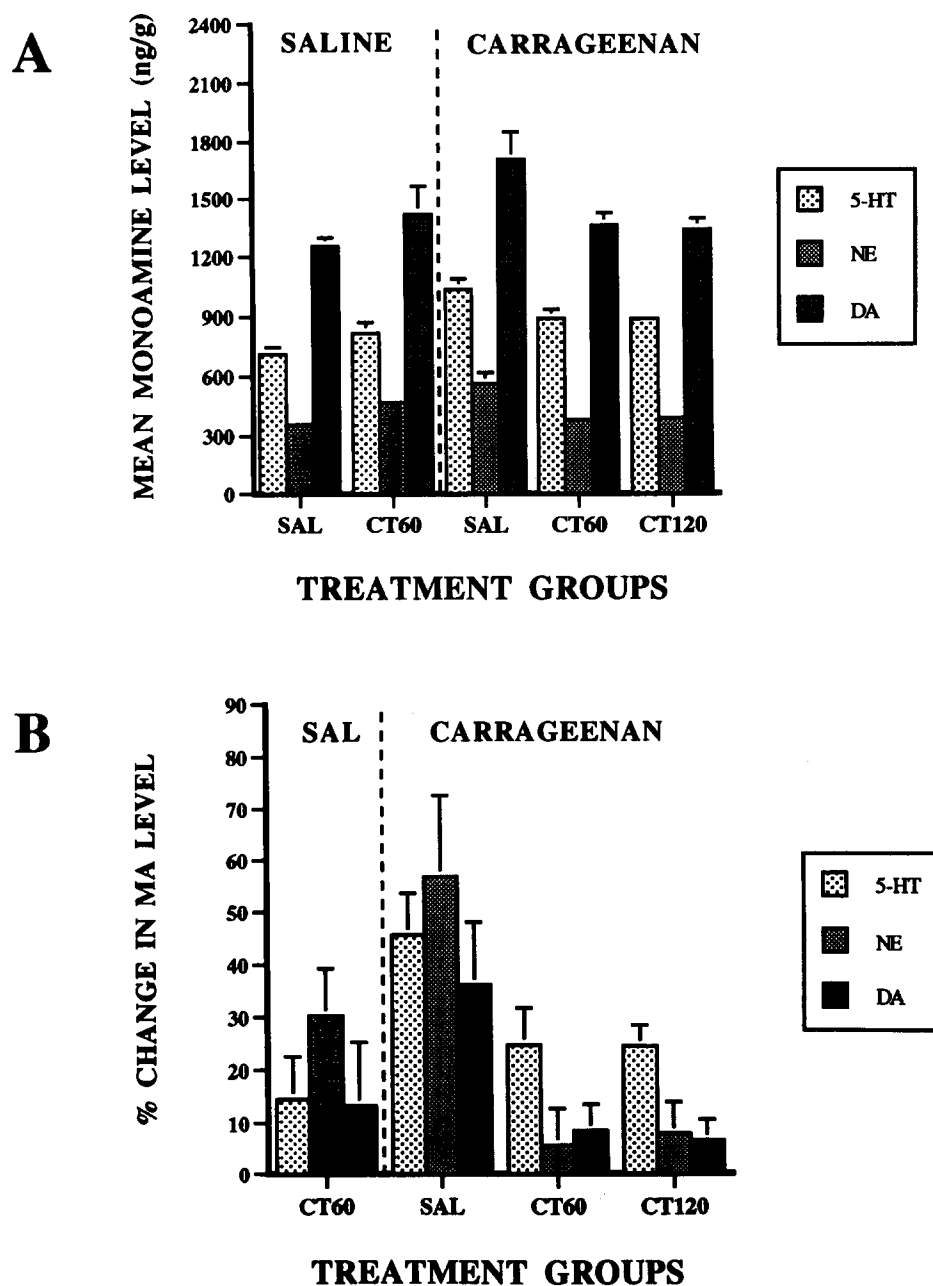 A
SALINE
CARRAGEENAN
MEAN MONOAMINE LEVEL (ng/g)
2400
2100
1800
1500
1200
900
600
300
0
SAL
CT60
SAL
CT60
CT120
TREATMENT GROUPS
5-HT
NE
DA
B
SAL
CARRAGEENAN
% CHANGE IN MA LEVEL
90
80
70
60
50
40
30
20
10
0
CT60
SAL
CT60
CT120
TREATMENT GROUPS
5-HT
NE
DA